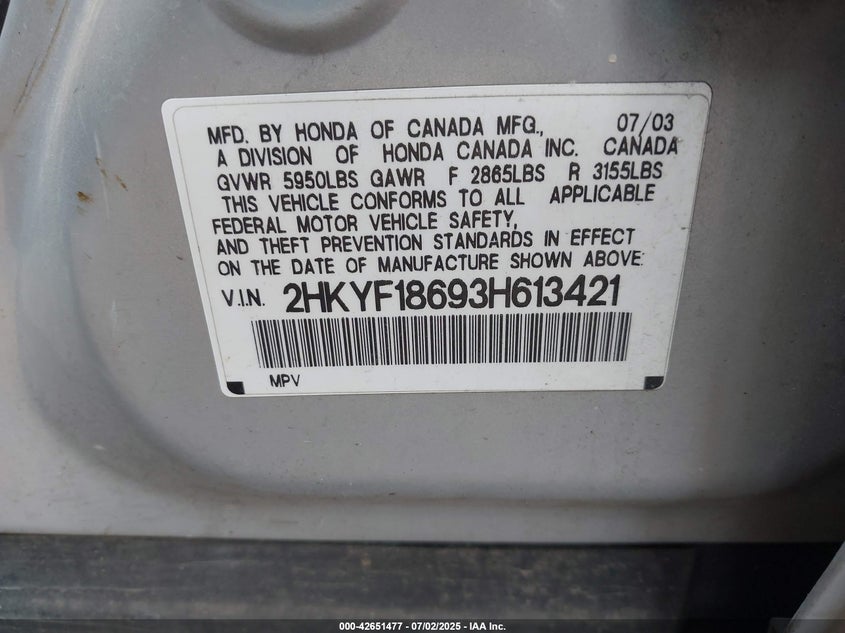 MFD. BY HONDA OF CANADA MFG., 07/03
A DIVISION OF HONDA CANADA INC. CANADA
GVWR 5950LBS GAWR F 2865LBS R 3155LBS
THIS VEHICLE CONFORMS TO ALL APPLICABLE
FEDERAL MOTOR VEHICLE SAFETY,
AND THEFT PREVENTION STANDARDS IN EFFECT
ON THE DATE OF MANUFACTURE SHOWN ABOVE:
V.I.N. 2HKYF18693H613421
MPV
000-42651477 - 07/02/2025 - IAA Inc.